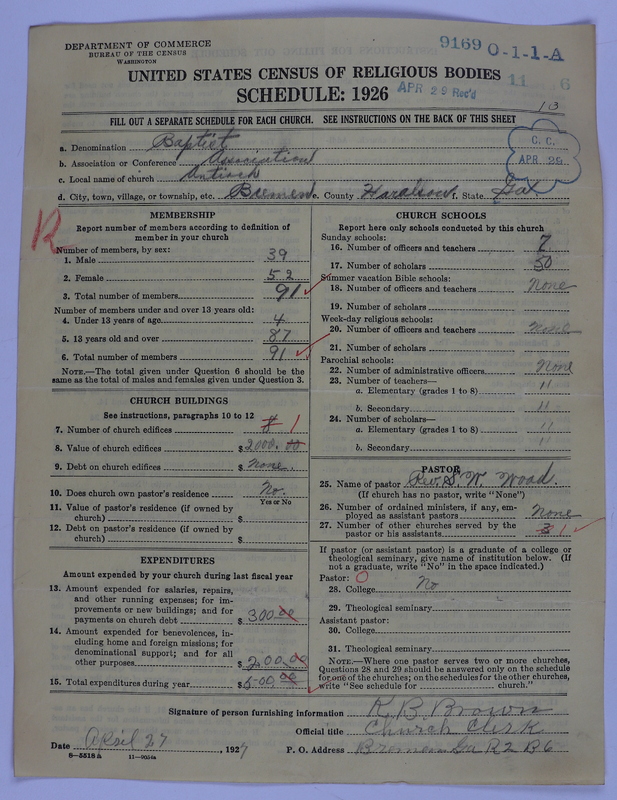 DEPARTMENT OF COMMERCE
BUREAU OF THE CENSUS
WASHINGTON
9169 O-1-1-A
UNITED STATES CENSUS OF RELIGIOUS BODIES
11 6
SCHEDULE: 1926
APR 29 Rec'd
13
FILL OUT A SEPARATE SCHEDULE FOR EACH CHURCH. SEE INSTRUCTIONS ON THE BACK OF THIS SHEET
a. Denomination Baptist
b. Association or Conference Association
c. Local name of church Antioch
C. C.
APR 29
d. City, town, village, or township, etc. Bremen e. County Haralson f. State Ga.
R
MEMBERSHIP
Report number of members according to definition of
member in your church
Number of members, by sex:
1. Male 39
2. Female 52
3. Total number of members 91
Number of members under and over 13 years old:
4. Under 13 years of age 4
5. 13 years old and over 87
6. Total number of members 91
NOTE.—The total given under Question 6 should be
same as the total of males and females given under Question 3.
CHURCH BUILDINGS
See instructions, paragraphs 10 to 12
7. Number of church edifices 1
8. Value of church edifices $2000.00
9. Debt on church edifices $ None.
10. Does church own pastor's residence No.
Yes or No
11. Value of pastor's residence (if owned by
church) $
12. Debt on pastor's residence (if owned by
church) $
EXPENDITURES
Amount expended by your church during last fiscal year
13. Amount expended for salaries, repairs,
and other running expenses; for im-
provements or new buildings; and for
payments on church debt $300.00
14. Amount expended for benevolences, in-
cluding home and foreign missions; for
denominational support; and for all
other purposes $200.00
15. Total expenditures during year $500.00
CHURCH SCHOOLS
Report here only schools conducted by this church
Sunday schools:
16. Number of officers and teachers 7
17. Number of scholars 50
Summer vacation Bible schools:
18. Number of officers and teachers None
19. Number of scholars
Week-day religious schools:
20. Number of officers and teachers None
21. Number of scholars
Parochial schools:
22. Number of administrative officers None
23. Number of teachers—
a. Elementary (grades 1 to 8) "
b. Secondary "
24. Number of scholars—
a. Elementary (grades 1 to 8) "
b. Secondary "
PASTOR
25. Name of pastor Rev. S. W. Wood.
(If church has no pastor, write "None")
26. Number of ordained ministers, if any, em-
ployed as assistant pastors None
27. Number of other churches served by the
pastor or his assistants 3 1
If pastor (or assistant pastor) is a graduate of a college or
theological seminary, give name of institution below. (If
not a graduate, write "No" in the space indicated.)
Pastor: O
28. College No
29. Theological seminary
Assistant pastor:
30. College
31. Theological seminary
NOTE.—Where one pastor serves two or more churches,
Questions 28 and 29 should be answered only on the schedule
for one of the churches; on the schedules for the other churches,
write "See schedule for church."
Signature of person furnishing information R. B. Brown
Official title Church Clerk
Date April 27, 1927 P. O. Address Bremen Ga R2 B6
8—5518A 11—9054a